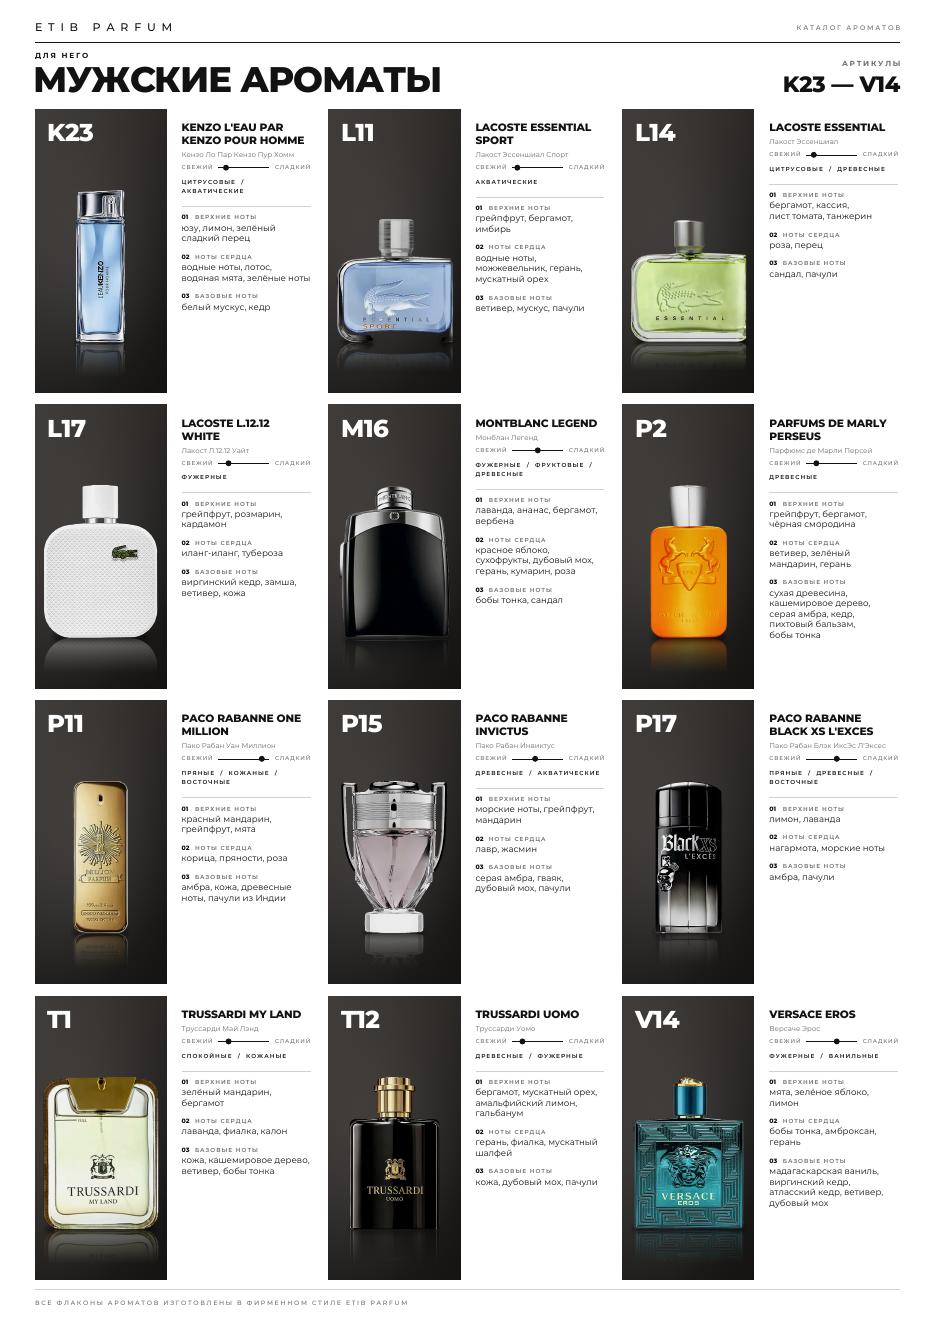 ETIB PARFUM
КАТАЛОГ АРОМАТОВ
ДЛЯ НЕГО
МУЖСКИЕ АРОМАТЫ
АРТИКУЛЫ
K23 — V14
K23
L'EAU KENZO
KENZO L'EAU PAR
KENZO POUR HOMME
Кензо Ло Пар Кензо Пур Хомм
СВЕЖИЙ СЛАДКИЙ
ЦИТРУСОВЫЕ /
АКВАТИЧЕСКИЕ
01 ВЕРХНИЕ НОТЫ
юзу, лимон, зелёный
сладкий перец
02 НОТЫ СЕРДЦА
водные ноты, лотос,
водяная мята, зелёные ноты
03 БАЗОВЫЕ НОТЫ
белый мускус, кедр
L11
ESSENTIAL
SPORT
LACOSTE ESSENTIAL
SPORT
Лакост Эссеншиал Спорт
СВЕЖИЙ СЛАДКИЙ
АКВАТИЧЕСКИЕ
01 ВЕРХНИЕ НОТЫ
грейпфрут, бергамот,
имбирь
02 НОТЫ СЕРДЦА
водные ноты,
можжевельник, герань,
мускатный орех
03 БАЗОВЫЕ НОТЫ
ветивер, мускус, пачули
L14
ESSENTIAL
LACOSTE ESSENTIAL
Лакост Эссеншиал
СВЕЖИЙ СЛАДКИЙ
ЦИТРУСОВЫЕ / ДРЕВЕСНЫЕ
01 ВЕРХНИЕ НОТЫ
бергамот, кассия,
лист томата, танжерин
02 НОТЫ СЕРДЦА
роза, перец
03 БАЗОВЫЕ НОТЫ
сандал, пачули
L17
LACOSTE L.12.12
WHITE
Лакост Л.12.12 Уайт
СВЕЖИЙ СЛАДКИЙ
ФУЖЕРНЫЕ
01 ВЕРХНИЕ НОТЫ
грейпфрут, розмарин,
кардамон
02 НОТЫ СЕРДЦА
иланг-иланг, тубероза
03 БАЗОВЫЕ НОТЫ
виргинский кедр, замша,
ветивер, кожа
M16
MONTBLANC
MONTBLANC LEGEND
Монблан Легенд
СВЕЖИЙ СЛАДКИЙ
ФУЖЕРНЫЕ / ФРУКТОВЫЕ /
ДРЕВЕСНЫЕ
01 ВЕРХНИЕ НОТЫ
лаванда, ананас, бергамот,
вербена
02 НОТЫ СЕРДЦА
красное яблоко,
сухофрукты, дубовый мох,
герань, кумарин, роза
03 БАЗОВЫЕ НОТЫ
бобы тонка, сандал
P2
PARFUMS DE MARLY
PERSEUS
Парфюмс де Марли Персей
СВЕЖИЙ СЛАДКИЙ
ДРЕВЕСНЫЕ
01 ВЕРХНИЕ НОТЫ
грейпфрут, бергамот,
чёрная смородина
02 НОТЫ СЕРДЦА
ветивер, зелёный
мандарин, герань
03 БАЗОВЫЕ НОТЫ
сухая древесина,
кашемировое дерево,
серая амбра, кедр,
пихтовый бальзам,
бобы тонка
P11
1
MILLION
PARFUM
PACO RABANNE ONE
MILLION
Пако Рабан Уан Миллион
СВЕЖИЙ СЛАДКИЙ
ПРЯНЫЕ / КОЖАНЫЕ /
ВОСТОЧНЫЕ
01 ВЕРХНИЕ НОТЫ
красный мандарин,
грейпфрут, мята
02 НОТЫ СЕРДЦА
корица, пряности, роза
03 БАЗОВЫЕ НОТЫ
амбра, кожа, древесные
ноты, пачули из Индии
P15
PACO RABANNE
INVICTUS
Пако Рабан Инвиктус
СВЕЖИЙ СЛАДКИЙ
ДРЕВЕСНЫЕ / АКВАТИЧЕСКИЕ
01 ВЕРХНИЕ НОТЫ
морские ноты, грейпфрут,
мандарин
02 НОТЫ СЕРДЦА
лавр, жасмин
03 БАЗОВЫЕ НОТЫ
серая амбра, гваяк,
дубовый мох, пачули
P17
Black xs
L'EXCÈS
PACO RABANNE
BLACK XS L'EXCES
Пако Рабан Блэк ИксЭс Л'Эксес
СВЕЖИЙ СЛАДКИЙ
ПРЯНЫЕ / ДРЕВЕСНЫЕ /
ВОСТОЧНЫЕ
01 ВЕРХНИЕ НОТЫ
лимон, лаванда
02 НОТЫ СЕРДЦА
нагармота, морские ноты
03 БАЗОВЫЕ НОТЫ
амбра, пачули
T1
TRUSSARDI
MY LAND
TRUSSARDI MY LAND
Труссарди Май Лэнд
СВЕЖИЙ СЛАДКИЙ
СПОКОЙНЫЕ / КОЖАНЫЕ
01 ВЕРХНИЕ НОТЫ
зелёный мандарин,
бергамот
02 НОТЫ СЕРДЦА
лаванда, фиалка, калон
03 БАЗОВЫЕ НОТЫ
кожа, кашемировое дерево,
ветивер, бобы тонка
T12
TRUSSARDI
UOMO
TRUSSARDI UOMO
Труссарди Уомо
СВЕЖИЙ СЛАДКИЙ
ДРЕВЕСНЫЕ / ФУЖЕРНЫЕ
01 ВЕРХНИЕ НОТЫ
бергамот, мускатный орех,
амальфийский лимон,
гальбанум
02 НОТЫ СЕРДЦА
герань, фиалка, мускатный
шалфей
03 БАЗОВЫЕ НОТЫ
кожа, дубовый мох, пачули
V14
VERSACE
EROS
VERSACE EROS
Версаче Эрос
СВЕЖИЙ СЛАДКИЙ
ФУЖЕРНЫЕ / ВАНИЛЬНЫЕ
01 ВЕРХНИЕ НОТЫ
мята, зелёное яблоко,
лимон
02 НОТЫ СЕРДЦА
бобы тонка, амброксан,
герань
03 БАЗОВЫЕ НОТЫ
мадагаскарская ваниль,
виргинский кедр,
атласский кедр, ветивер,
дубовый мох
ВСЕ ФЛАКОНЫ АРОМАТОВ ИЗГОТОВЛЕНЫ В ФИРМЕННОМ СТИЛЕ ETIB PARFUM